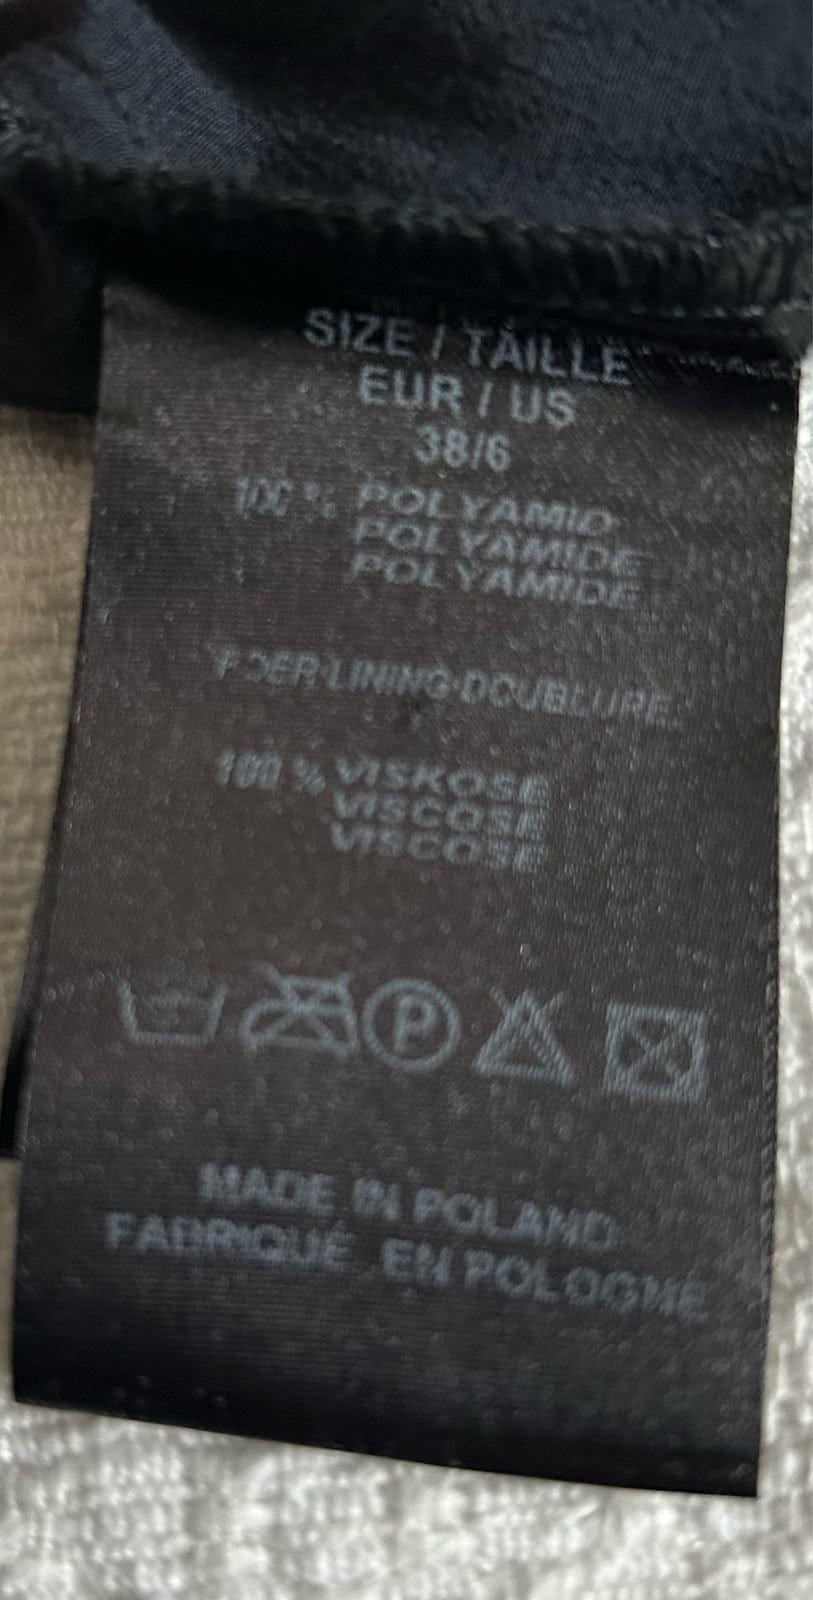 SIZE / TAILLE
EUR / US
38/6
100 % POLYAMID
POLYAMIDE
POLYAMIDE
LINING·DOUBLURE
100 % VISKOSE
VISCOSE
VISCOSE
P
MADE IN POLAND
FABRIQUÉ EN POLOGNE